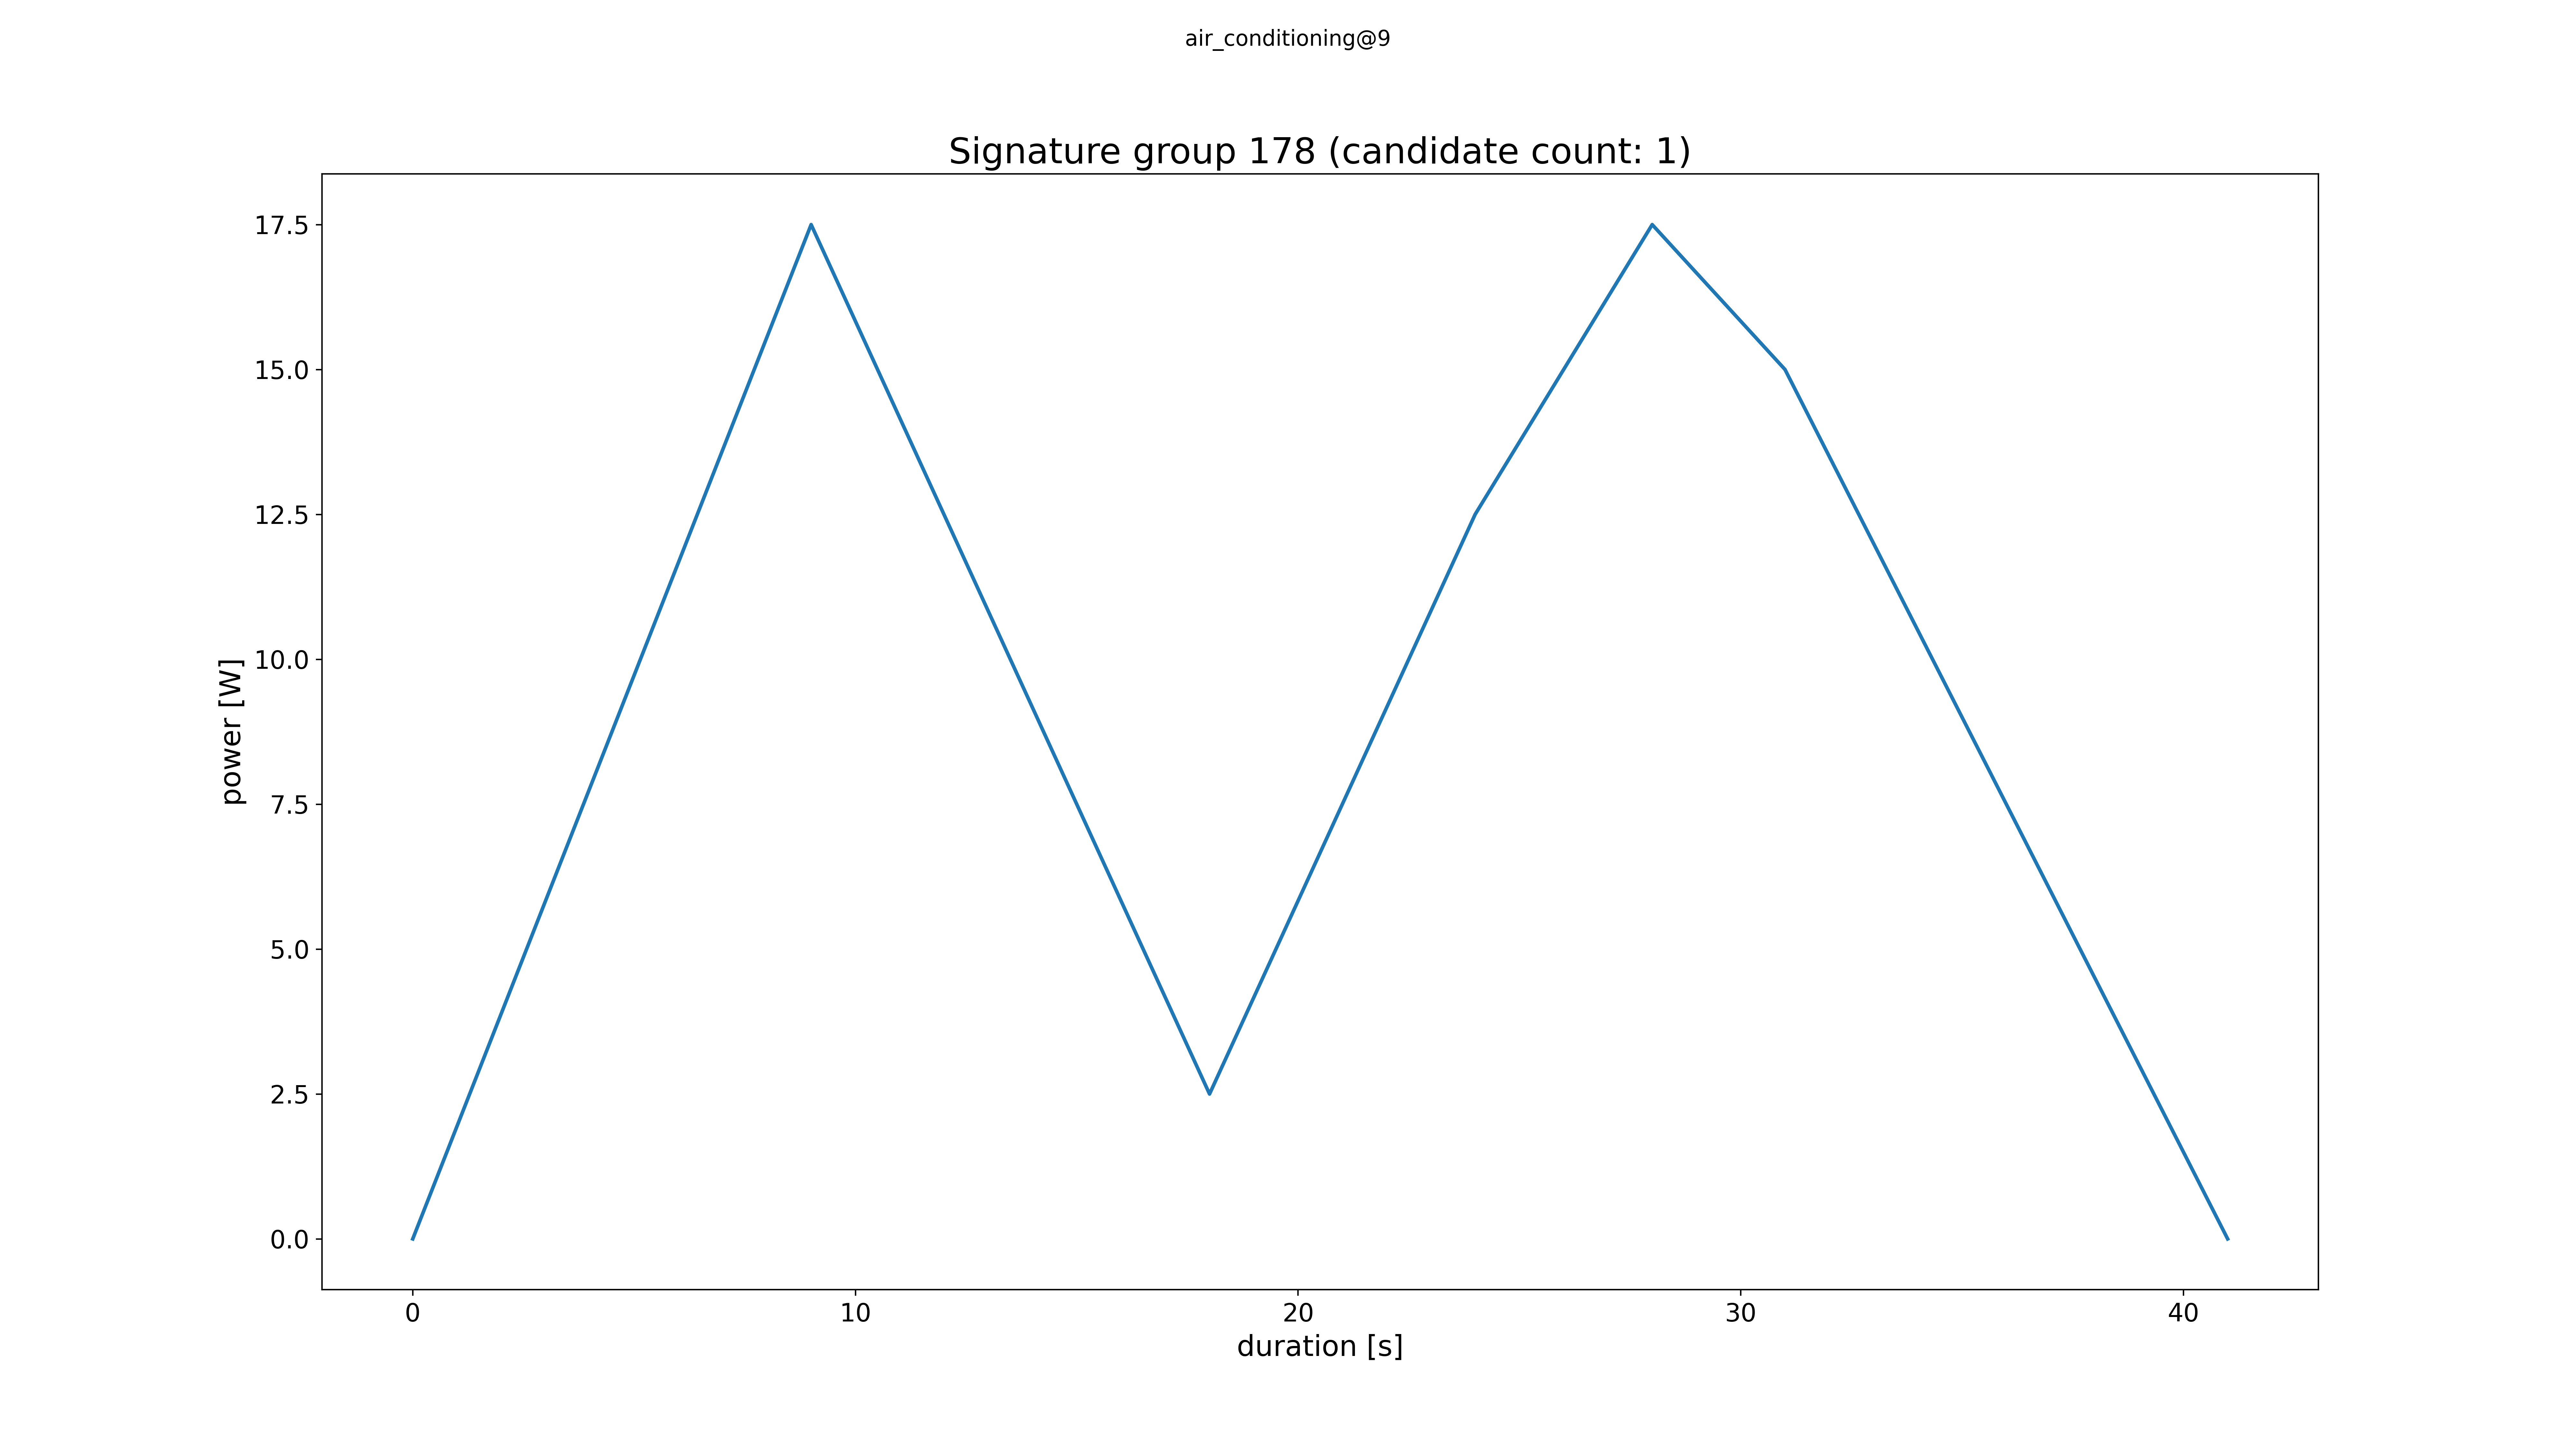 air_conditioning@9
Signature group 178 (candidate count: 1)
17.5
15.0
12.5
10.0
7.5
5.0
2.5
0.0
power [W]
0 10 20 30 40
duration [s]